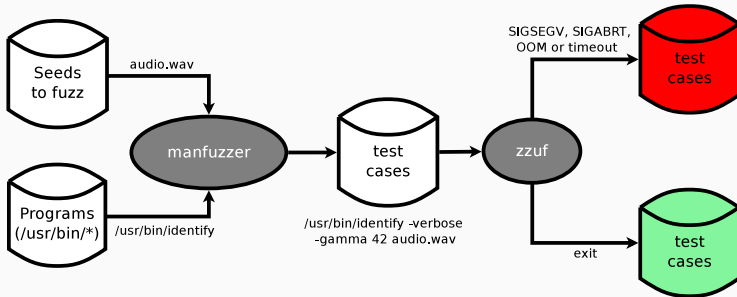 Seeds
to fuzz
audio.wav
Programs
(/usr/bin/*)
/usr/bin/identify
manfuzzer
test
cases
/usr/bin/identify -verbose
-gamma 42 audio.wav
zzuf
SIGSEGV, SIGABRT,
OOM or timeout
test
cases
exit
test
cases